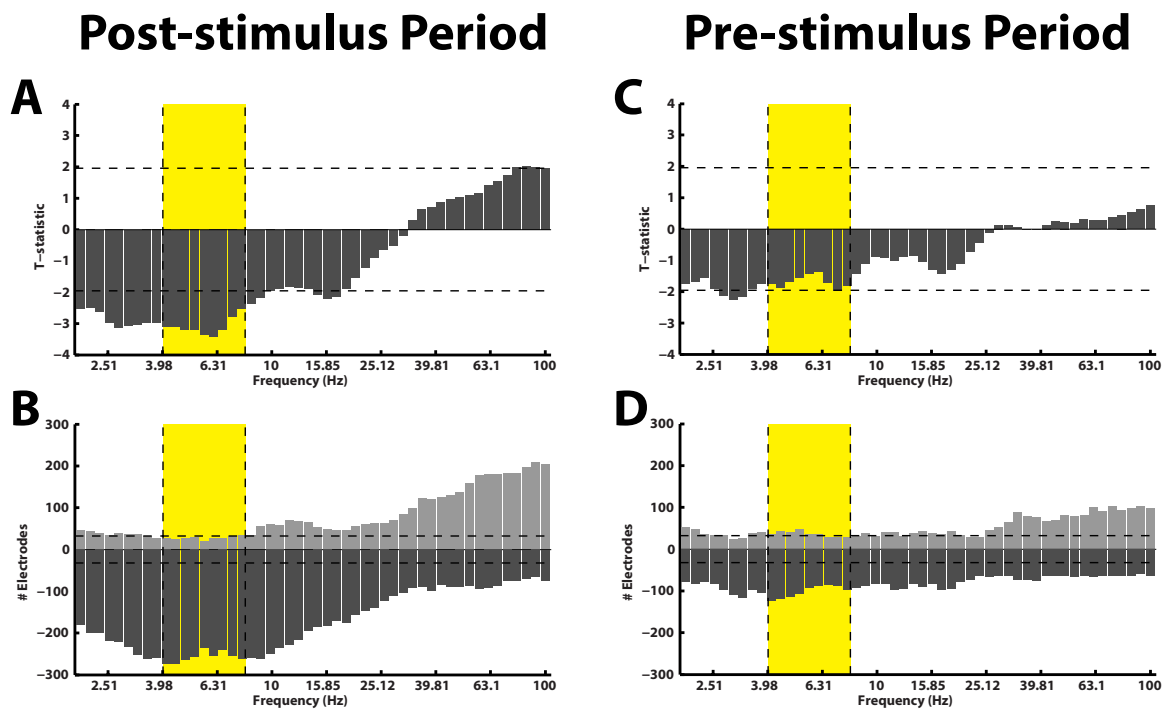 Post-stimulus Period
Pre-stimulus Period
A
4
3
2
1
0
−1
−2
−3
−4
T−statistic
2.51 3.98 6.31 10 15.85 25.12 39.81 63.1 100
Frequency (Hz)
C
4
3
2
1
0
−1
−2
−3
−4
T−statistic
2.51 3.98 6.31 10 15.85 25.12 39.81 63.1 100
Frequency (Hz)
B
300
200
100
0
−100
−200
−300
# Electrodes
2.51 3.98 6.31 10 15.85 25.12 39.81 63.1 100
Frequency (Hz)
D
300
200
100
0
−100
−200
−300
# Electrodes
2.51 3.98 6.31 10 15.85 25.12 39.81 63.1 100
Frequency (Hz)